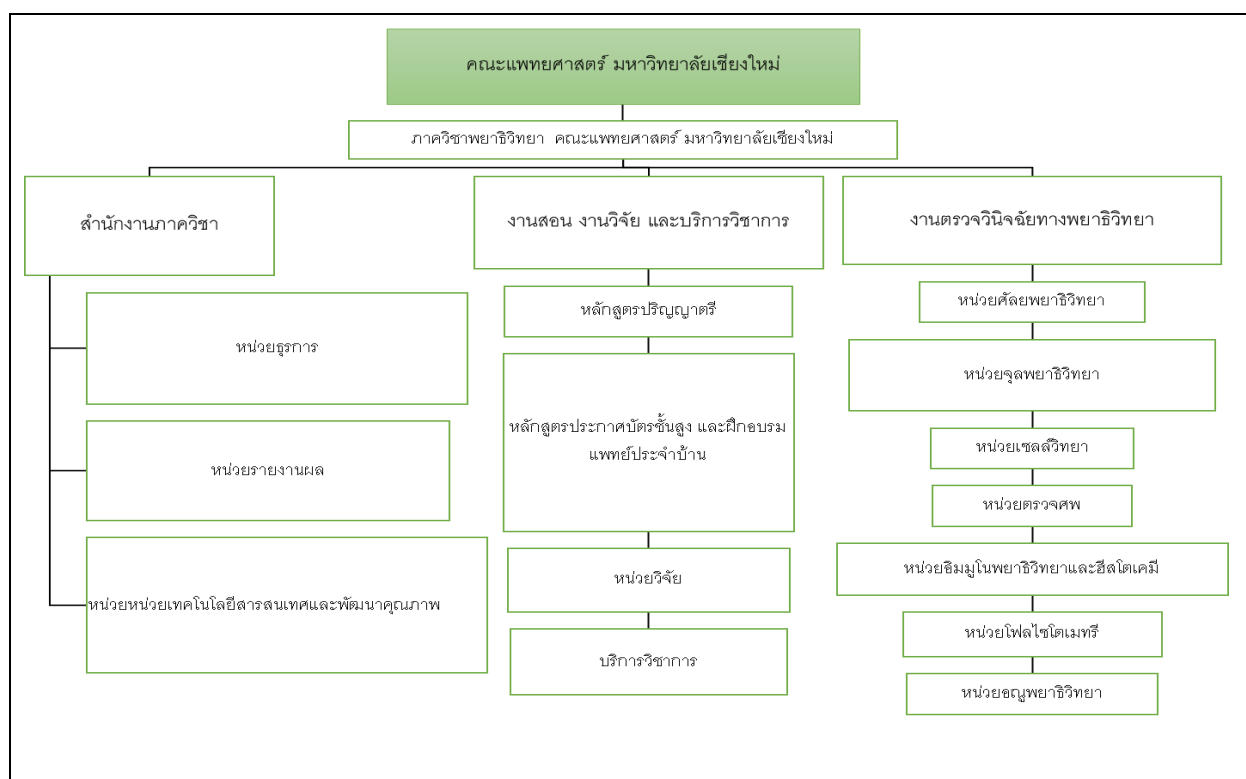 คณะแพทยศาสตร์ มหาวิทยาลัยเชียงใหม่
ภาควิชาพยาธิวิทยา คณะแพทยศาสตร์ มหาวิทยาลัยเชียงใหม่
สำนักงานภาควิชา
หน่วยธุรการ
หน่วยรายงานผล
หน่วยหน่วยเทคโนโลยีสารสนเทศและพัฒนาคุณภาพ
งานสอน งานวิจัย และบริการวิชาการ
หลักสูตรปริญญาตรี
หลักสูตรประกาศบัตรชั้นสูง และฝึกอบรม
แพทย์ประจำบ้าน
หน่วยวิจัย
บริการวิชาการ
งานตรวจวินิจฉัยทางพยาธิวิทยา
หน่วยศัลยพยาธิวิทยา
หน่วยจุลพยาธิวิทยา
หน่วยเซลล์วิทยา
หน่วยตรวจศพ
หน่วยอิมมูโนพยาธิวิทยาและฮีสโตเคมี
หน่วยโฟลไซโตเมทรี
หน่วยอณูพยาธิวิทยา